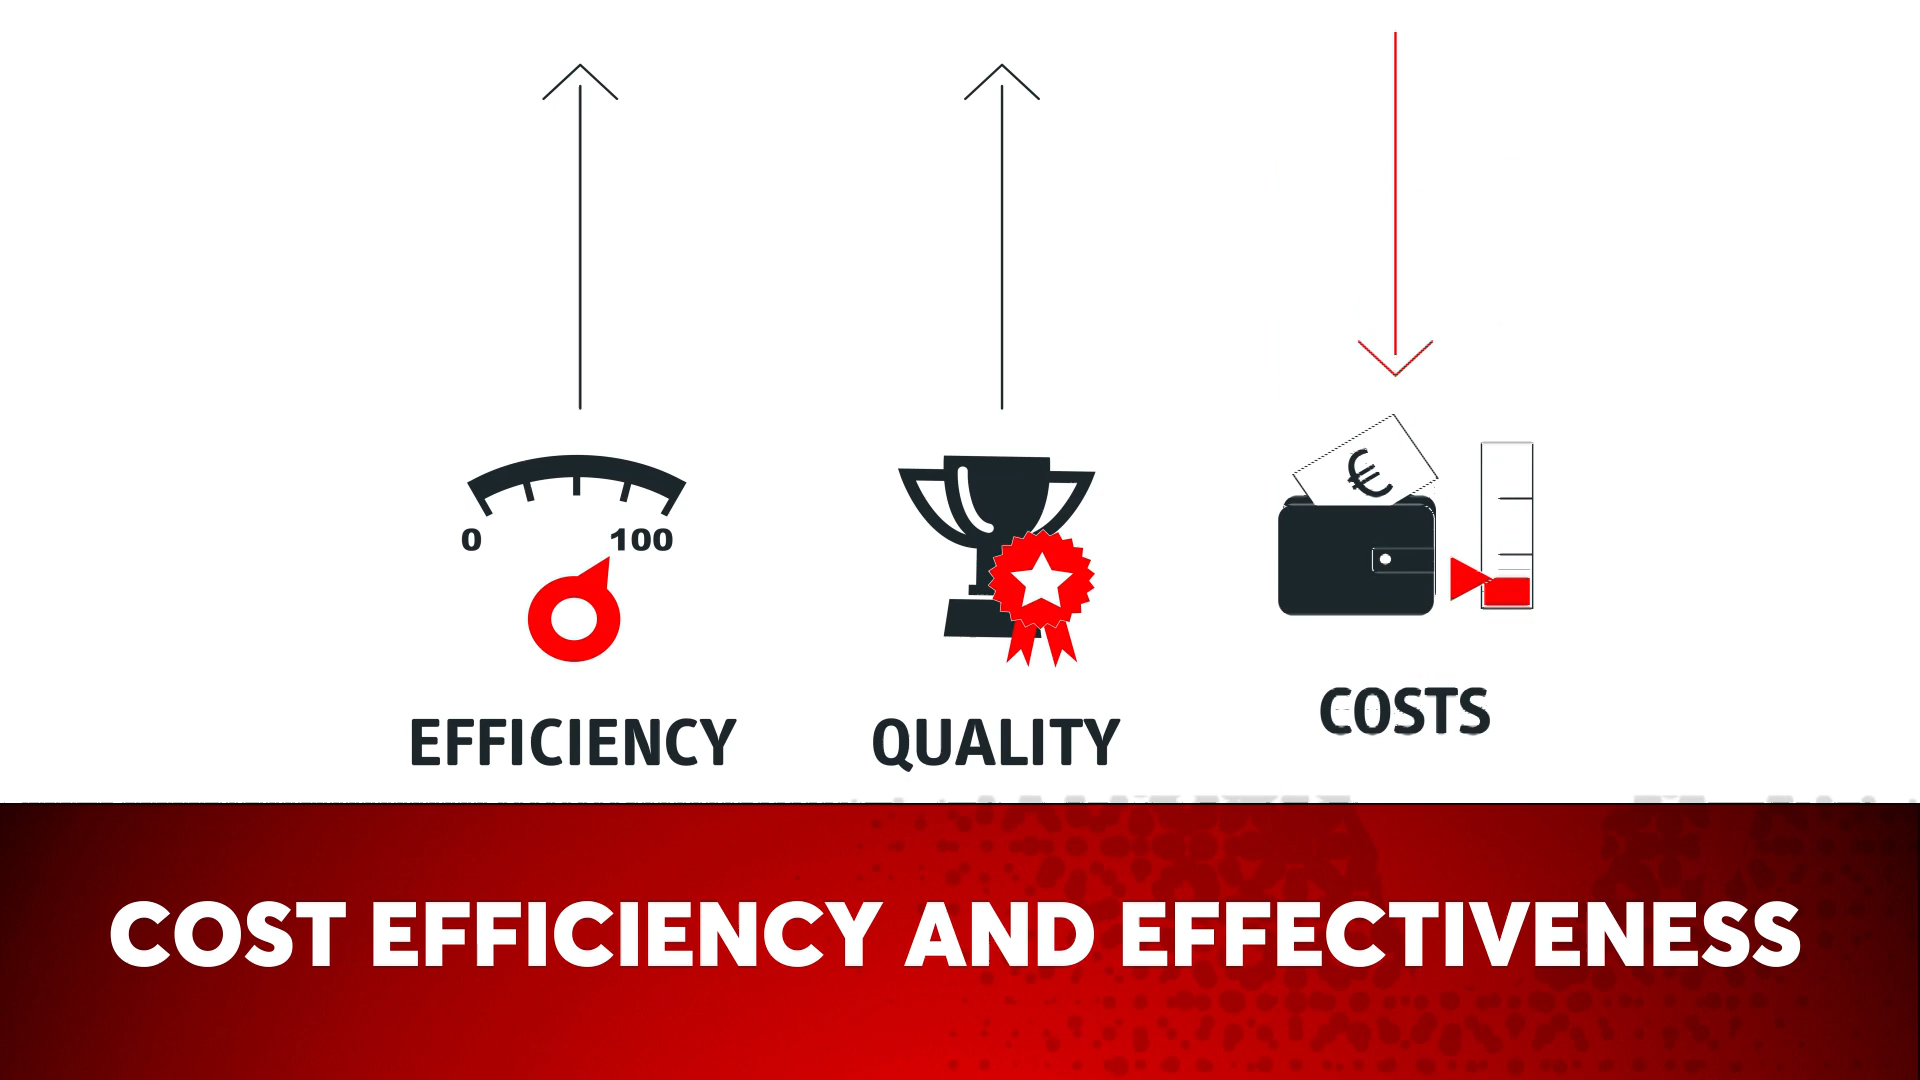 0
100
€
EFFICIENCY
QUALITY
COSTS
COST EFFICIENCY AND EFFECTIVENESS